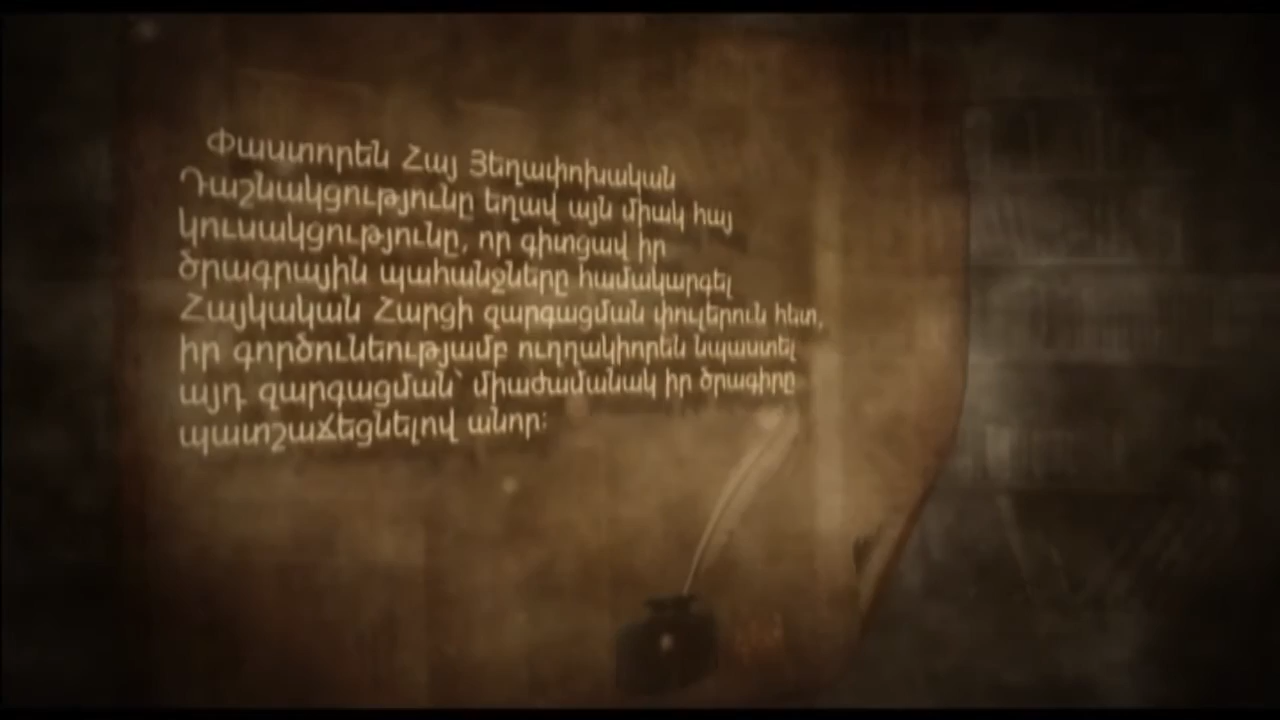 Փաստորեն Հայ Յեղափոխական
Դաշնակցությունը եղավ այն միակ հայ
կուսակցությունը, որ գիտցավ իր
ծրագրային պահանջները համակարգել
Հայկական Հարցի զարգացման փուլերուն հետ,
իր գործունեությամբ ուղղակիորեն նպաստել
այդ զարգացման՝ միաժամանակ իր ծրագիրը
պատշաճեցնելով անոր։